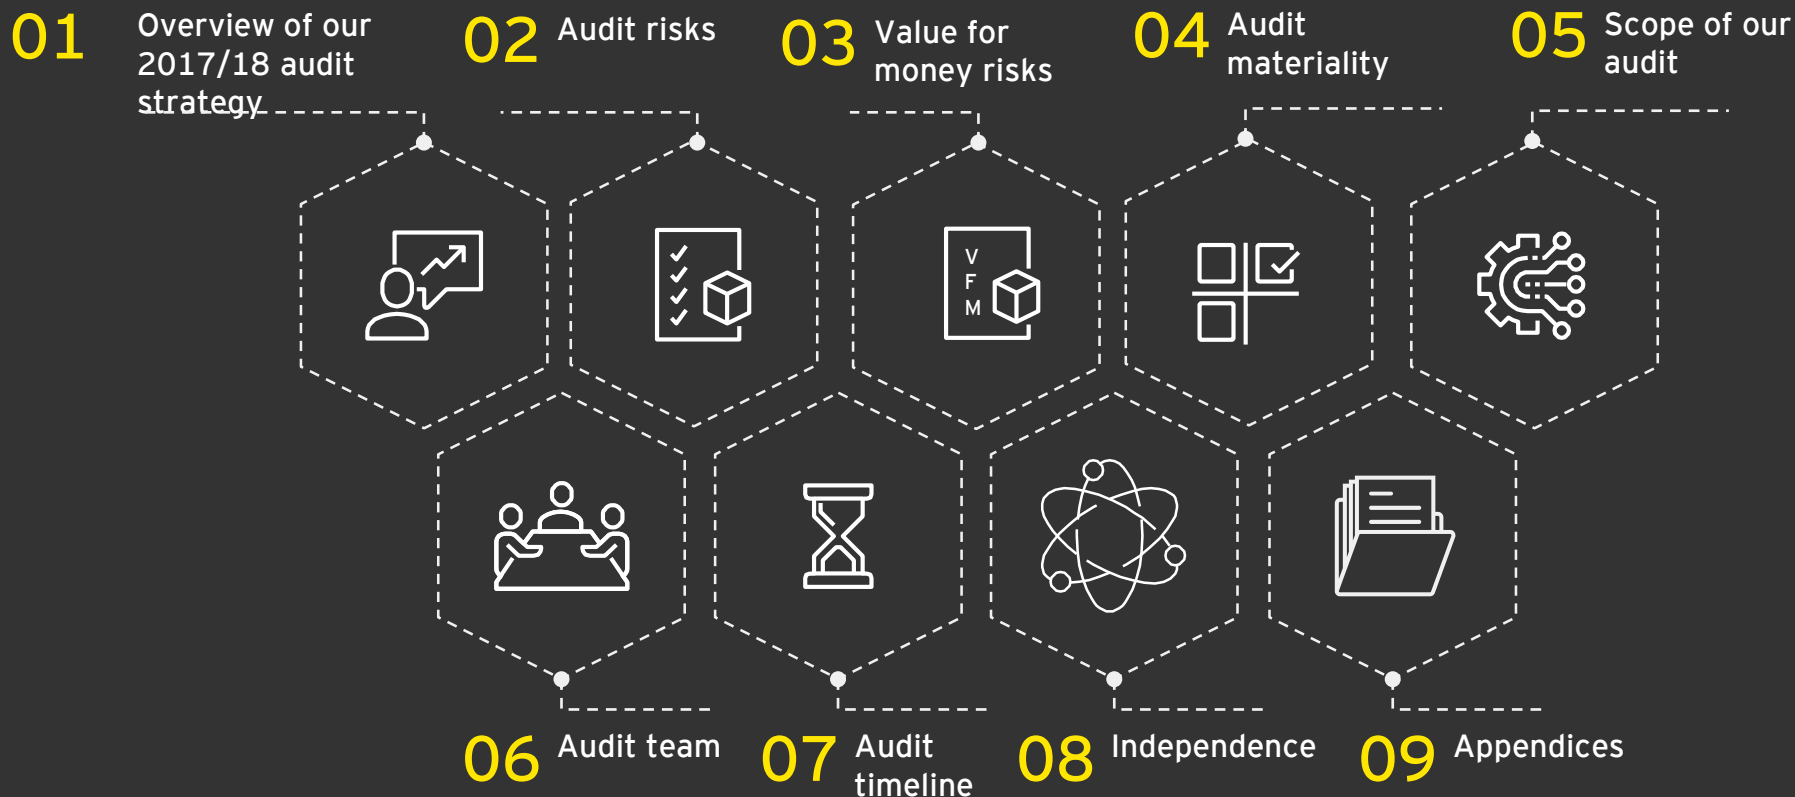 01 Overview of our
2017/18 audit
strategy
02 Audit risks
03 Value for
money risks
04 Audit
materiality
05 Scope of our
audit
V
F
M
06 Audit team
07 Audit
timeline
08 Independence
09 Appendices